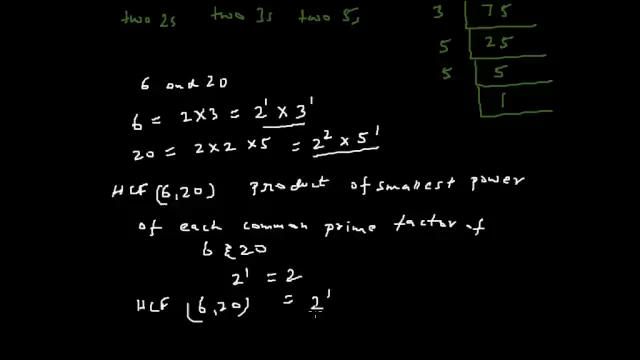 two 2s two 3s two 5s 3 75
5 25
5 5
1
6 and 20
6 = 2×3 = 2¹ × 3¹
20 = 2×2×5 = 2² × 5¹
HCF (6,20) product of smallest power
of each common prime factor of
6 & 20
2¹ = 2
HCF (6,20) = 2¹